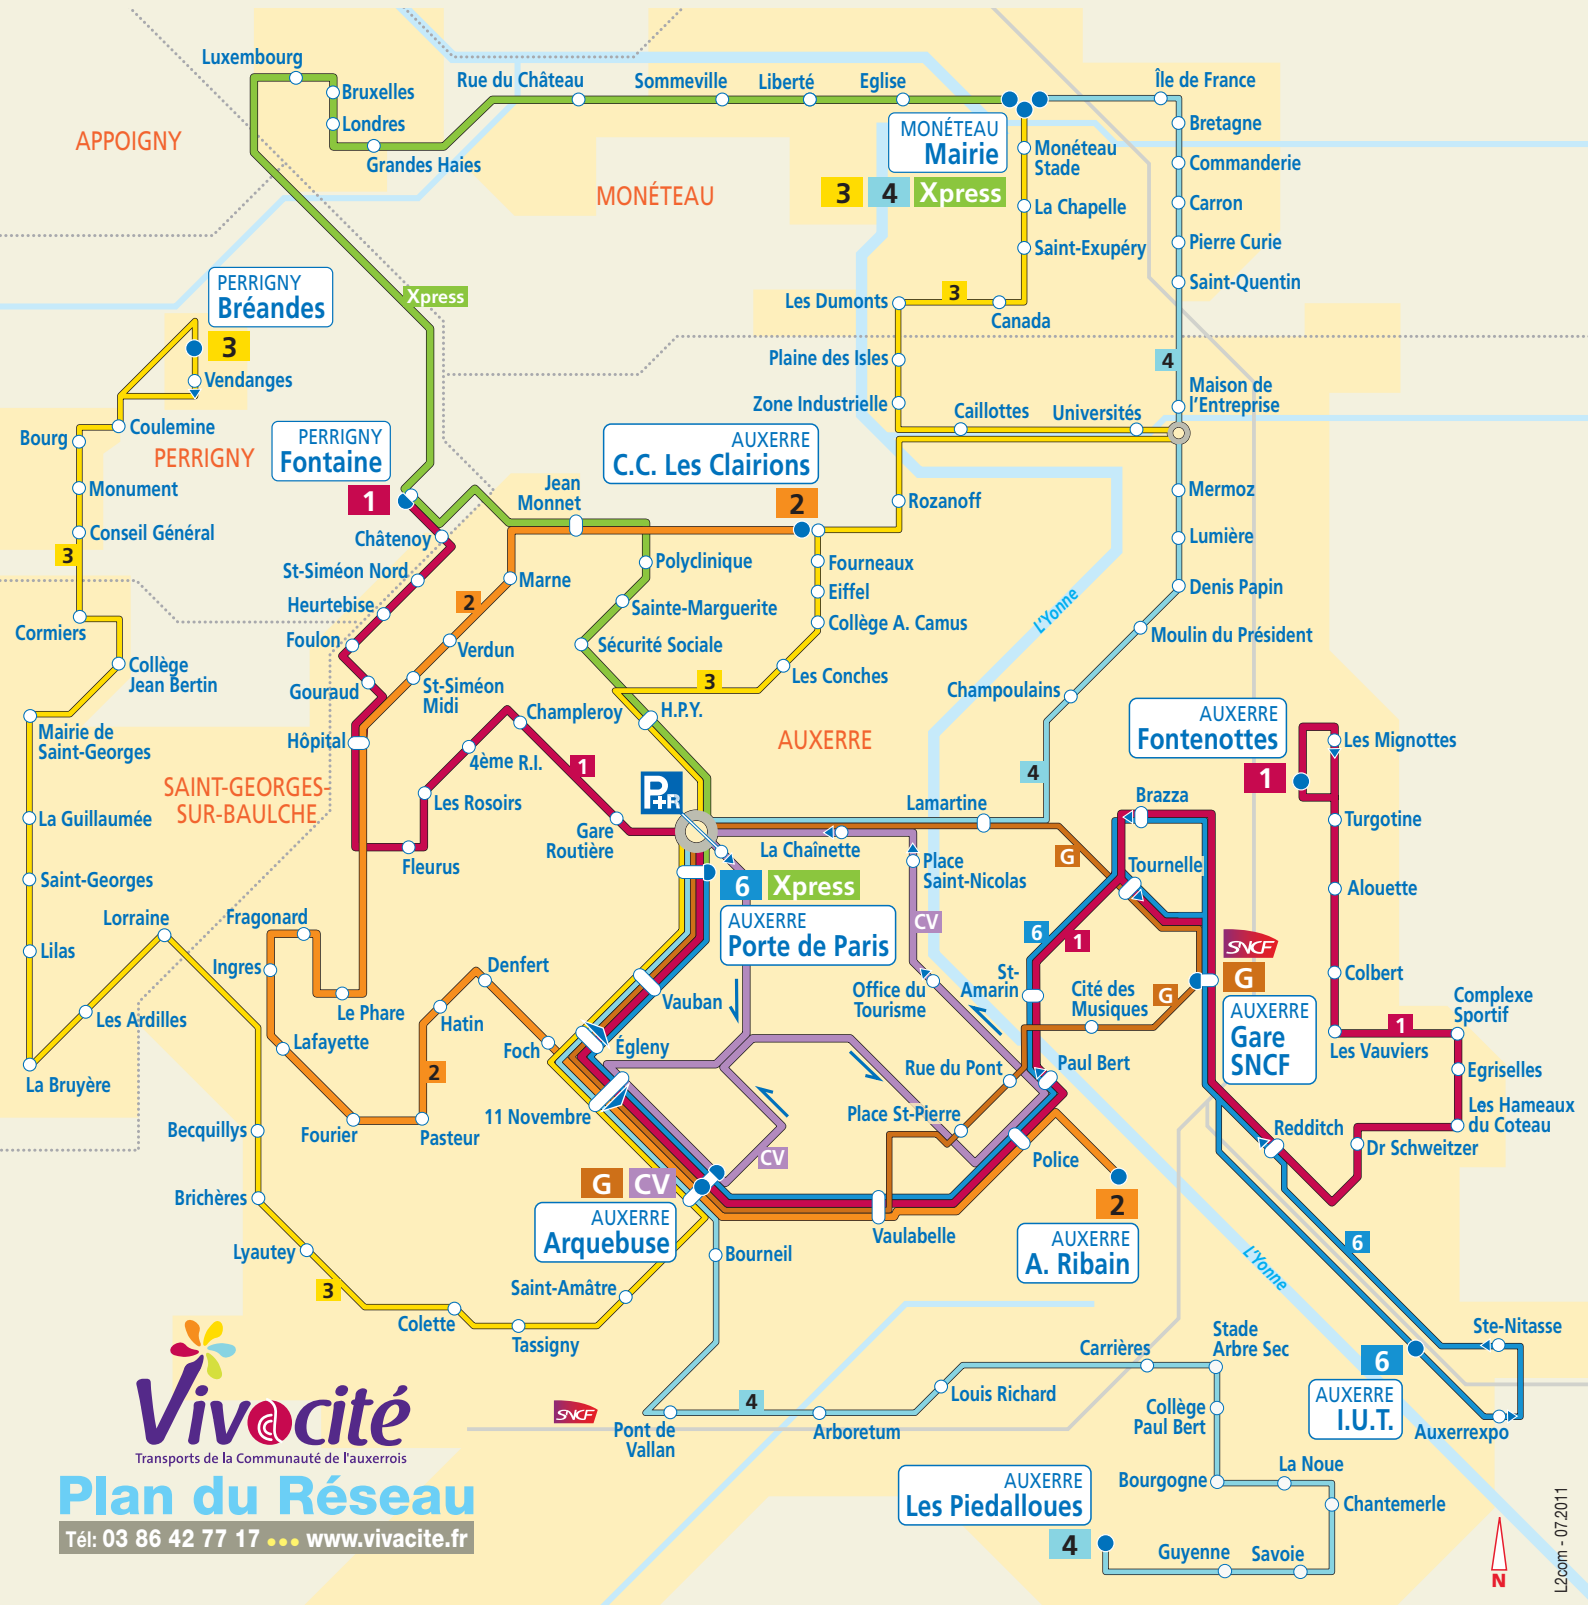 Luxembourg
Bruxelles
Londres
Grandes Haies
Rue du Château
Sommeville
Liberté
Eglise
Île de France
Bretagne
Commanderie
Carron
Pierre Curie
Saint-Quentin
MONÉTEAU
Mairie
3
4
Xpress
Monéteau
Stade
La Chapelle
Saint-Exupéry
3
Canada
Les Dumonts
Plaine des Isles
Zone Industrielle
Caillottes
Universités
4
Maison de
l'Entreprise
APPOIGNY
MONÉTEAU
Xpress
PERRIGNY
Bréandes
3
Vendanges
Coulemine
Bourg
PERRIGNY
Monument
Conseil Général
3
Cormiers
Collège
Jean Bertin
Mairie de
Saint-Georges
SAINT-GEORGES-
SUR-BAULCHE
La Guillaumée
Saint-Georges
Lilas
Les Ardilles
La Bruyère
Lorraine
PERRIGNY
Fontaine
1
Châtenoy
St-Siméon Nord
Heurtebise
Foulon
Gouraud
Hôpital
Jean
Monnet
AUXERRE
C.C. Les Clairions
2
Rozanoff
Marne
2
Verdun
St-Siméon
Midi
Polyclinique
Sainte-Marguerite
Sécurité Sociale
Fourneaux
Eiffel
Collège A. Camus
Les Conches
3
H.P.Y.
Mermoz
Lumière
Denis Papin
Moulin du Président
L'Yonne
Champoulains
4
AUXERRE
Champleroy
4ème R.I.
1
Les Rosoirs
Fleurus
Gare
Routière
P+R
Lamartine
La Chaînette
G
Brazza
Tournelle
Place
Saint-Nicolas
CV
6
Xpress
AUXERRE
Porte de Paris
6
1
AUXERRE
Fontenottes
1
Les Mignottes
Turgotine
Alouette
Colbert
Les Vauviers
1
Complexe
Sportif
Egriselles
Les Hameaux
du Coteau
Dr Schweitzer
Redditch
SNCF
G
AUXERRE
Gare
SNCF
St-
Amarin
Cité des
Musiques
G
Office du
Tourisme
Paul Bert
Rue du Pont
Place St-Pierre
Police
Fragonard
Ingres
Le Phare
Lafayette
Fourier
Pasteur
2
Hatin
Denfert
Foch
Vauban
Égleny
11 Novembre
CV
G
CV
AUXERRE
Arquebuse
Vaulabelle
2
AUXERRE
A. Ribain
Becquillys
Brichères
Lyautey
3
Colette
Tassigny
Saint-Amâtre
Bourneil
L'Yonne
6
Ste-Nitasse
6
AUXERRE
I.U.T.
Auxerrexpo
SNCF
Pont de
Vallan
4
Arboretum
Louis Richard
Carrières
Stade
Arbre Sec
Collège
Paul Bert
Bourgogne
La Noue
Chantemerle
Savoie
Guyenne
AUXERRE
Les Piedalloues
4
Vivacité
Transports de la Communauté de l'auxerrois
Plan du Réseau
Tél: 03 86 42 77 17 ●●● www.vivacite.fr
N
L2com - 07.2011